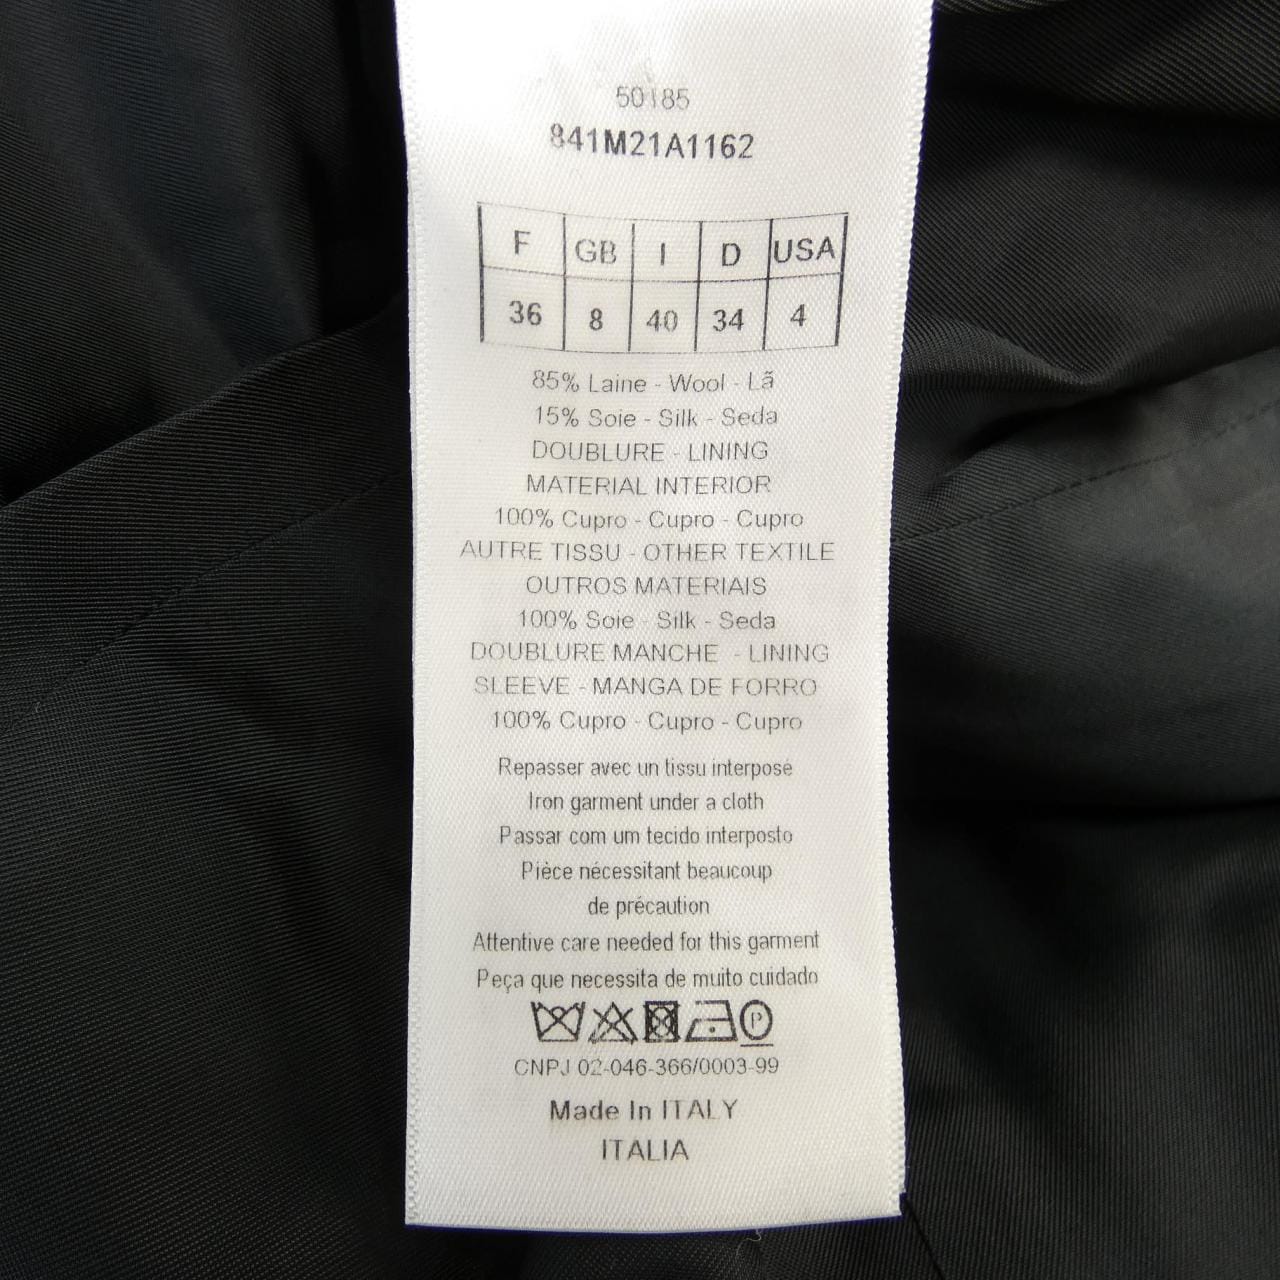 50185
841M21A1162
F GB I D USA
36 8 40 34 4
85% Laine - Wool - Lã
15% Soie - Silk - Seda
DOUBLURE - LINING
MATERIAL INTERIOR
100% Cupro - Cupro - Cupro
AUTRE TISSU - OTHER TEXTILE
OUTROS MATERIAIS
100% Soie - Silk - Seda
DOUBLURE MANCHE - LINING
SLEEVE - MANGA DE FORRO
100% Cupro - Cupro - Cupro
Repasser avec un tissu interposé
Iron garment under a cloth
Passar com um tecido interposto
Pièce nécessitant beaucoup
de précaution
Attentive care needed for this garment
Peça que necessita de muito cuidado
P
CNPJ 02-046-366/0003-99
Made In ITALY
ITALIA